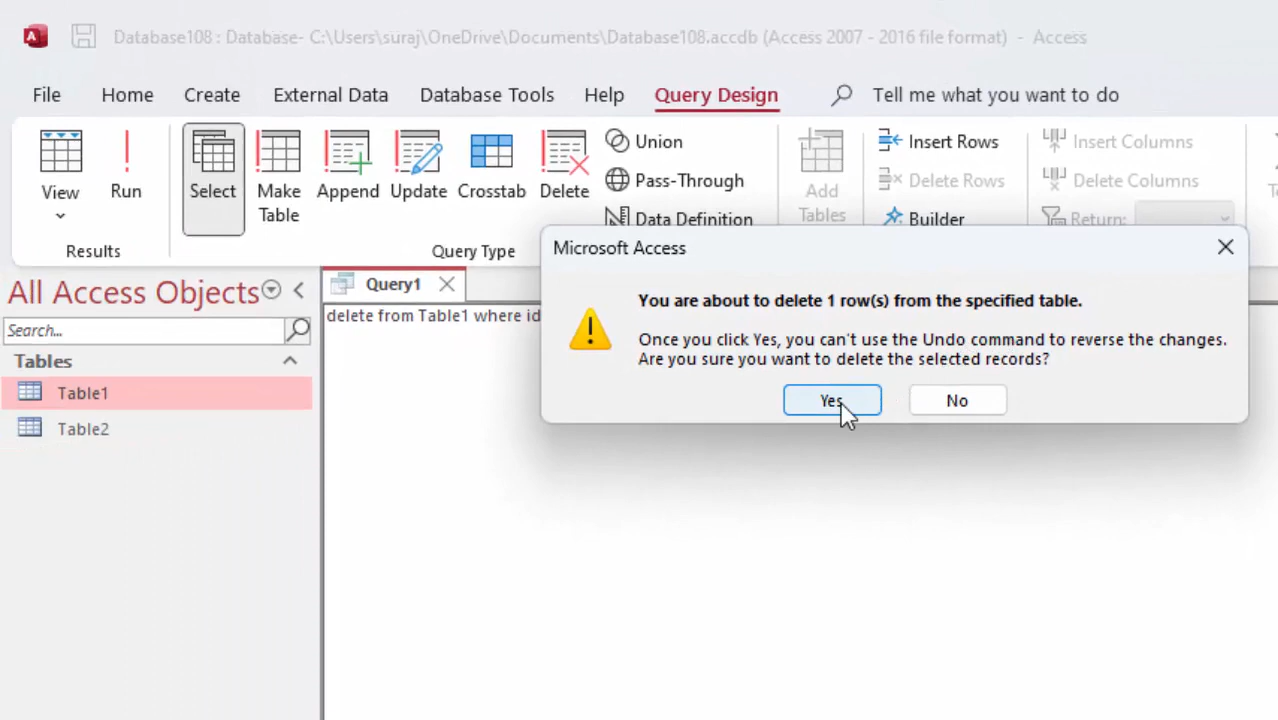 Database108 : Database- C:\Users\suraj\OneDrive\Documents\Database108.accdb (Access 2007 - 2016 file format) - Access
File Home Create External Data Database Tools Help Query Design Tell me what you want to do
View
Run
Select
Make
Table
Append
Update
Crosstab
Delete
Union
Pass-Through
Data Definition
Add
Tables
Insert Rows
Delete Rows
Builder
Insert Columns
Delete Columns
Return:
Results
Query Type
Microsoft Access
You are about to delete 1 row(s) from the specified table.
Once you click Yes, you can't use the Undo command to reverse the changes.
Are you sure you want to delete the selected records?
Yes No
All Access Objects
Search...
Tables
Table1
Table2
Query1
delete from Table1 where id